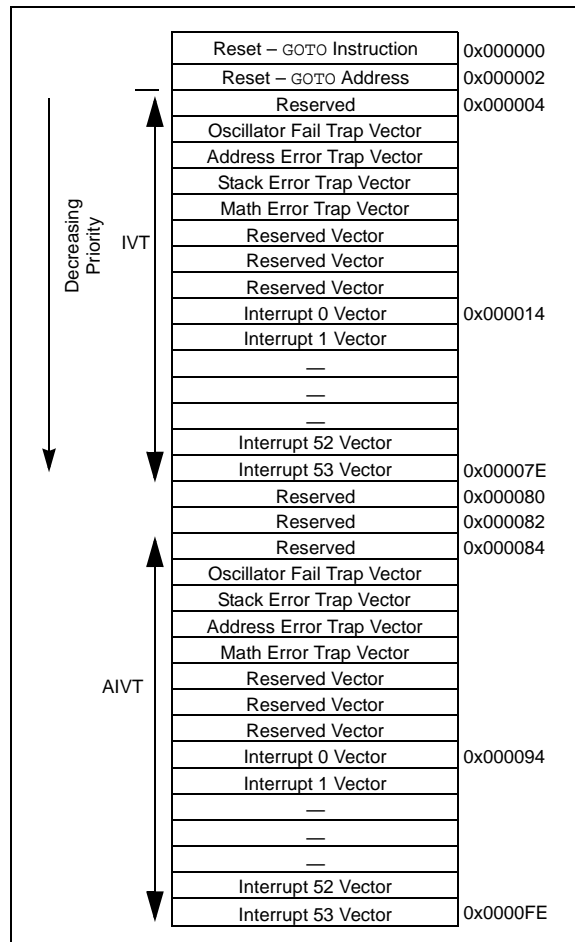 Reset – GOTO Instruction 0x000000
Reset – GOTO Address 0x000002
Reserved 0x000004
Oscillator Fail Trap Vector
Address Error Trap Vector
Stack Error Trap Vector
Math Error Trap Vector
Reserved Vector
Reserved Vector
Reserved Vector
Interrupt 0 Vector 0x000014
Interrupt 1 Vector
—
—
—
Interrupt 52 Vector
Interrupt 53 Vector 0x00007E
Decreasing
Priority
IVT
Reserved 0x000080
Reserved 0x000082
Reserved 0x000084
Oscillator Fail Trap Vector
Stack Error Trap Vector
Address Error Trap Vector
Math Error Trap Vector
Reserved Vector
Reserved Vector
Reserved Vector
Interrupt 0 Vector 0x000094
Interrupt 1 Vector
—
—
—
Interrupt 52 Vector
Interrupt 53 Vector 0x0000FE
AIVT